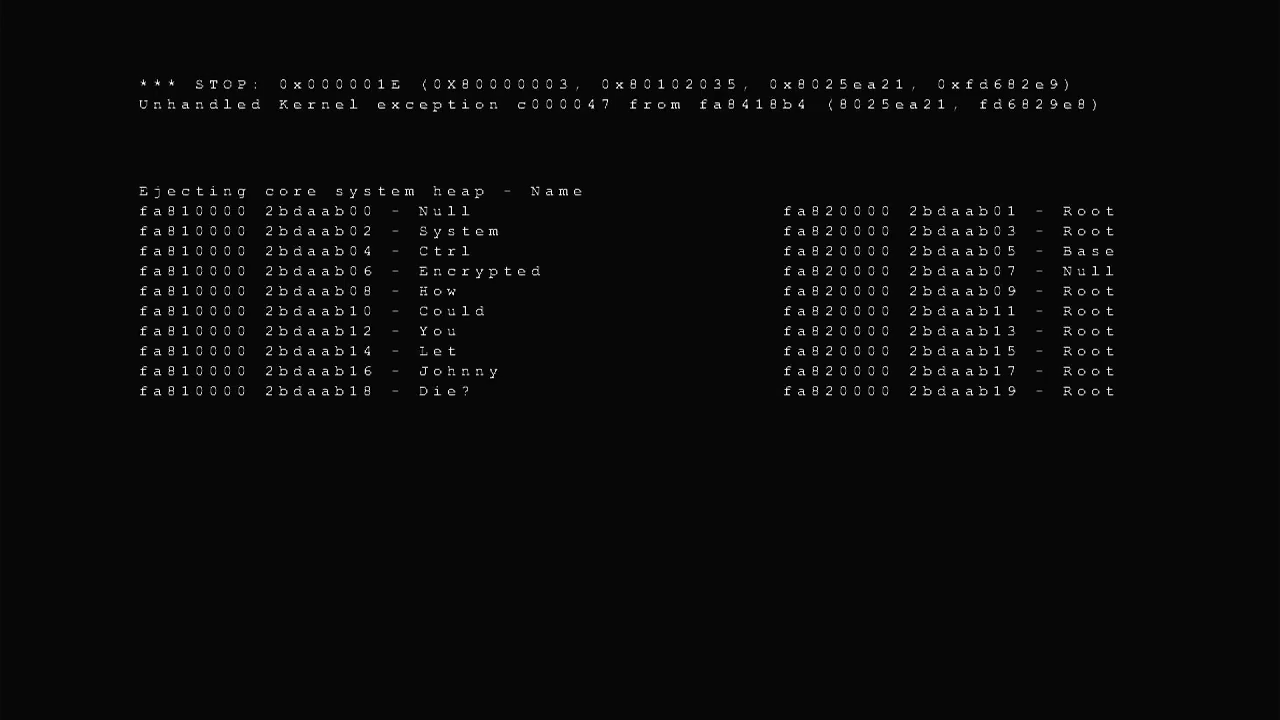 *** STOP: 0x000001E (0X80000003, 0x80102035, 0x8025ea21, 0xfd682e9)
Unhandled Kernel exception c000047 from fa8418b4 (8025ea21, fd6829e8)
Ejecting core system heap - Name
fa810000 2bdaab00 - Null fa820000 2bdaab01 - Root
fa810000 2bdaab02 - System fa820000 2bdaab03 - Root
fa810000 2bdaab04 - Ctrl fa820000 2bdaab05 - Base
fa810000 2bdaab06 - Encrypted fa820000 2bdaab07 - Null
fa810000 2bdaab08 - How fa820000 2bdaab09 - Root
fa810000 2bdaab10 - Could fa820000 2bdaab11 - Root
fa810000 2bdaab12 - You fa820000 2bdaab13 - Root
fa810000 2bdaab14 - Let fa820000 2bdaab15 - Root
fa810000 2bdaab16 - Johnny fa820000 2bdaab17 - Root
fa810000 2bdaab18 - Die? fa820000 2bdaab19 - Root